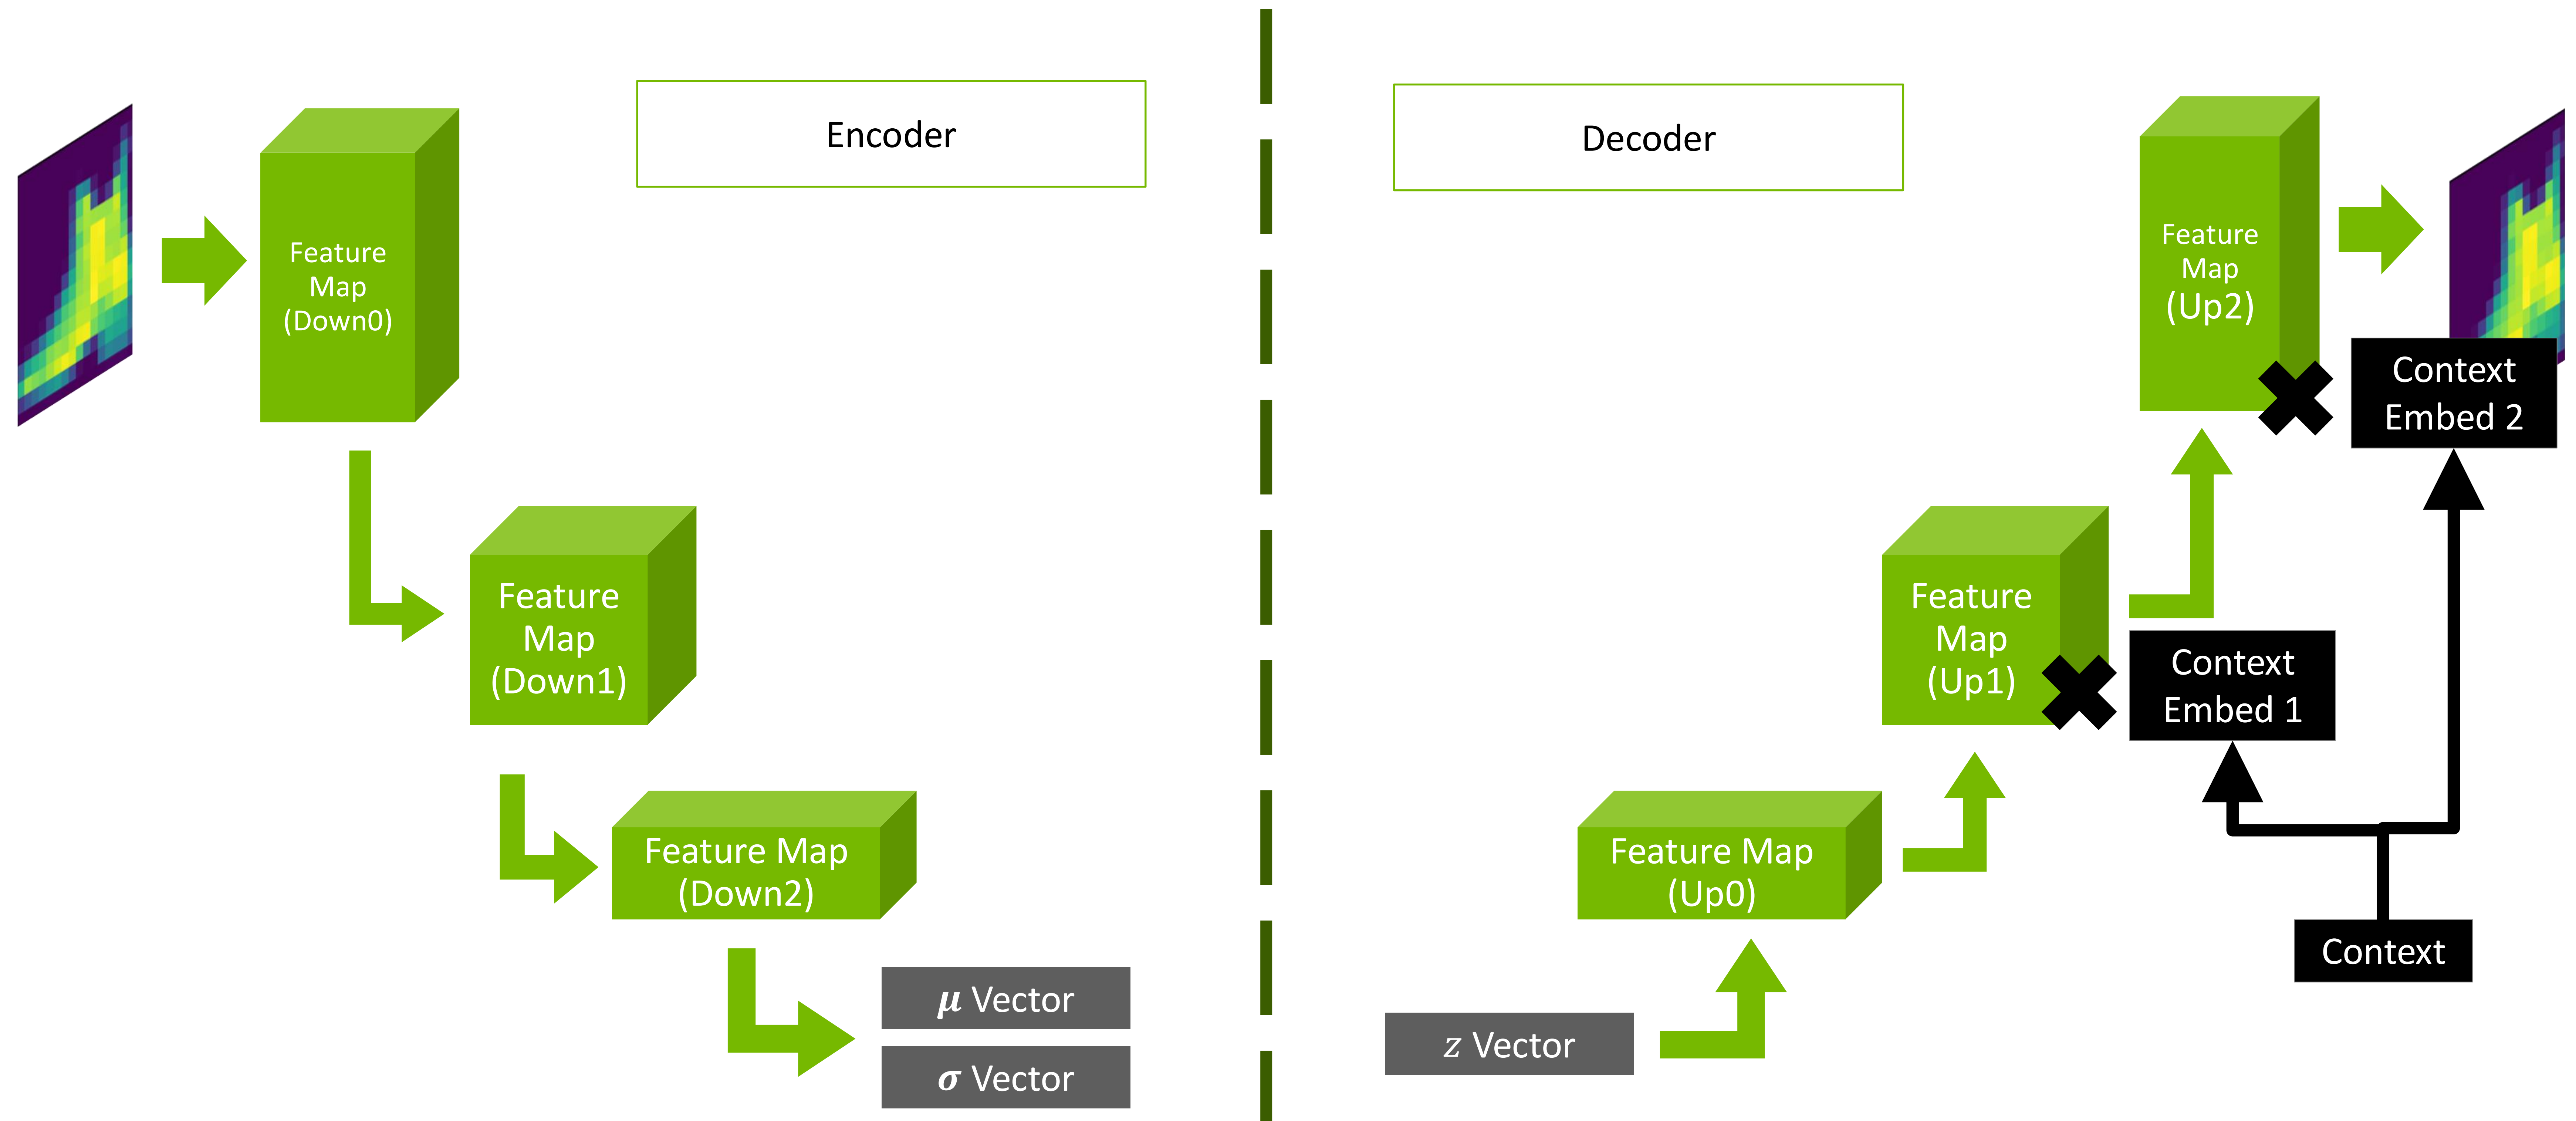 Encoder
Decoder
Feature
Map
(Down0)
Feature
Map
(Down1)
Feature Map
(Down2)
μ Vector
σ Vector
z Vector
Feature Map
(Up0)
Feature
Map
(Up1)
Feature
Map
(Up2)
Context
Embed 2
Context
Embed 1
Context